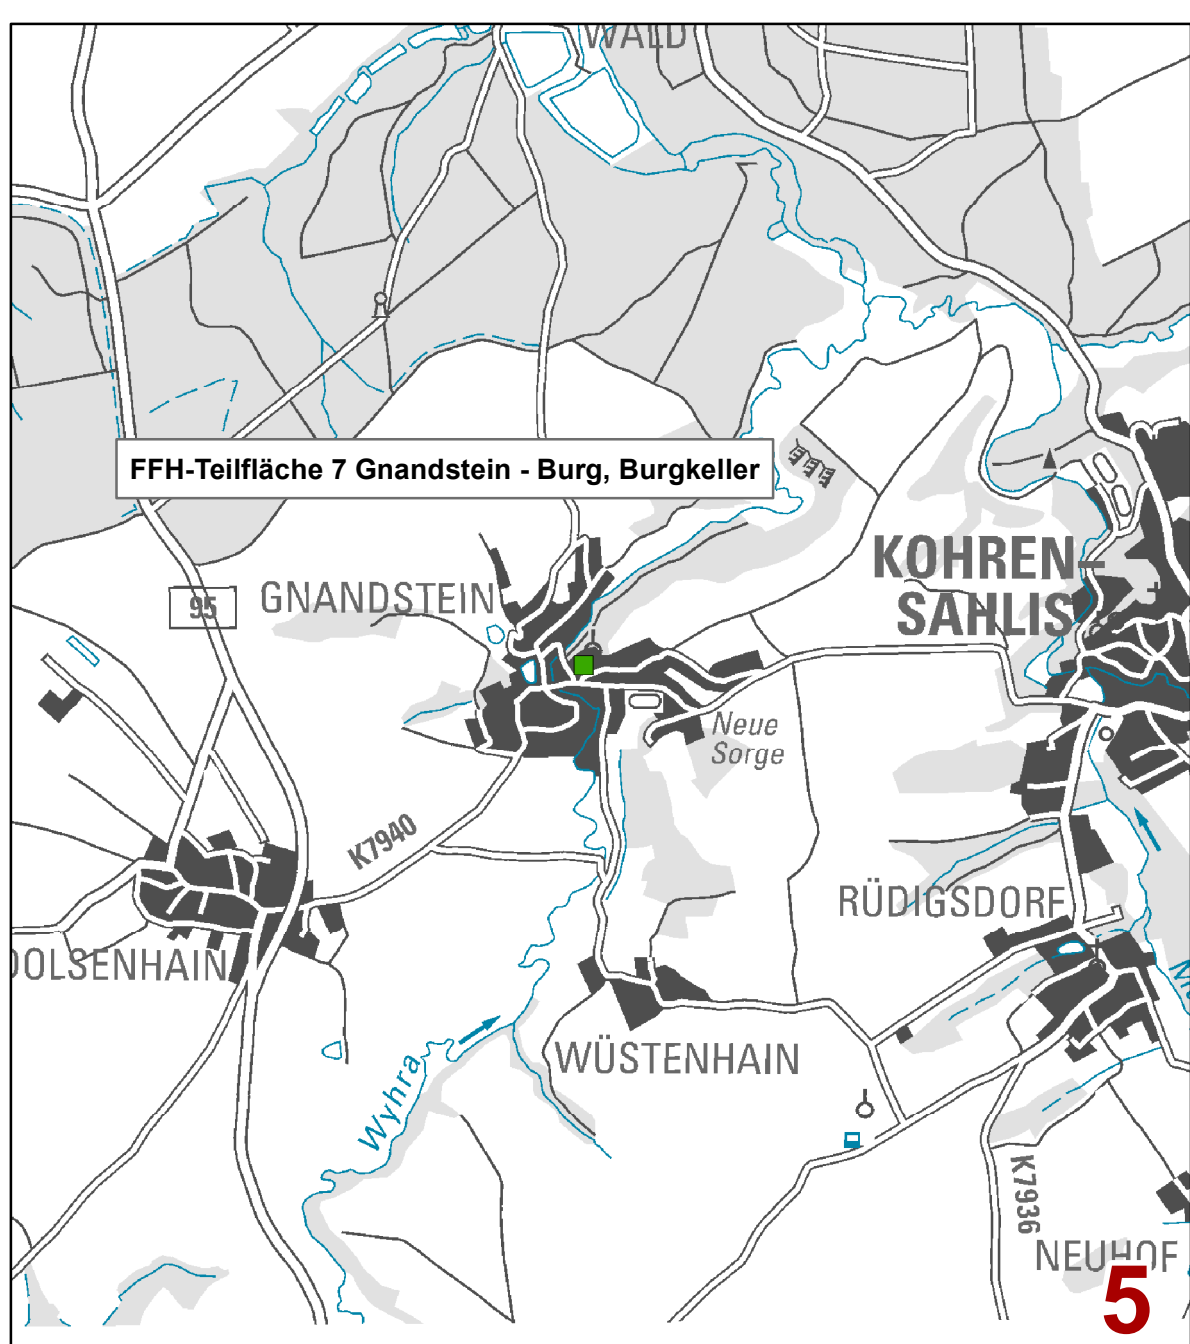 WALD
FFH-Teilfläche 7 Gnandstein - Burg, Burgkeller
KOHREN-
SAHLIS
GNANDSTEIN
95
Neue
Sorge
K7940
RÜDIGSDORF
DOLSENHAIN
WÜSTENHAIN
Wyhra
K7936
NEUHOF
5